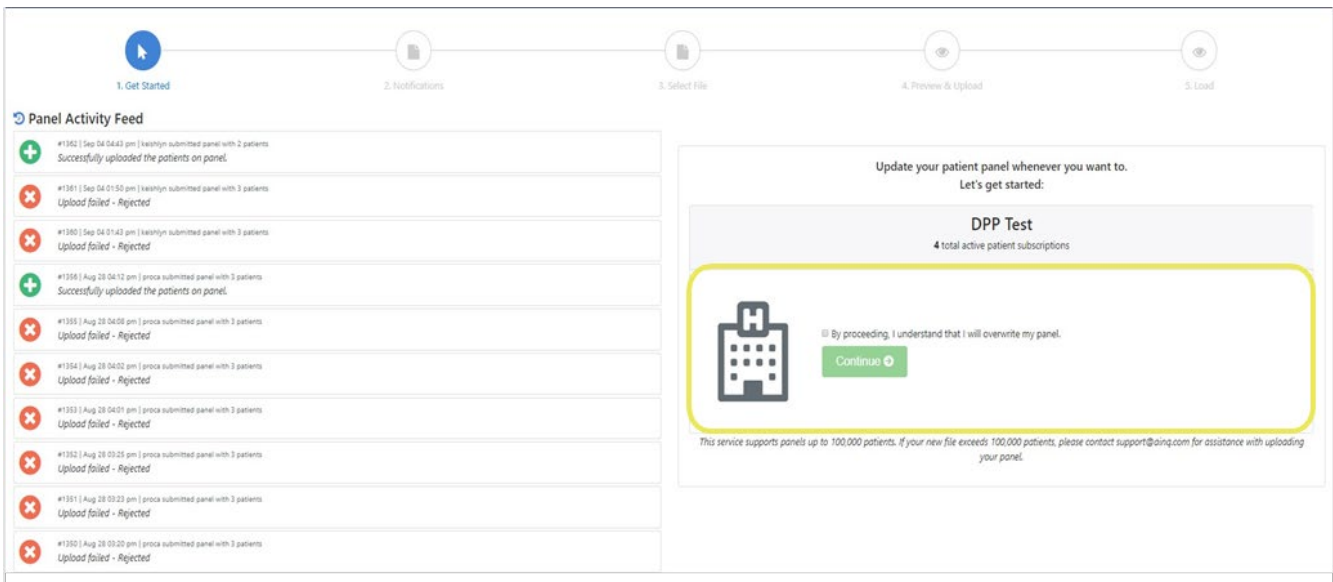 1. Get Started
2. Notifications
3. Select File
4. Preview & Upload
5. Load
Panel Activity Feed
#1362 | Sep 04 04:43 pm | keishlyn submitted panel with 2 patients
Successfully uploaded the patients on panel.
#1361 | Sep 04 01:50 pm | keishlyn submitted panel with 3 patients
Upload failed - Rejected
#1360 | Sep 04 01:43 pm | keishlyn submitted panel with 3 patients
Upload failed - Rejected
#1356 | Aug 28 04:12 pm | proca submitted panel with 3 patients
Successfully uploaded the patients on panel.
#1355 | Aug 28 04:08 pm | proca submitted panel with 3 patients
Upload failed - Rejected
#1354 | Aug 28 04:02 pm | proca submitted panel with 3 patients
Upload failed - Rejected
#1353 | Aug 28 04:01 pm | proca submitted panel with 3 patients
Upload failed - Rejected
#1352 | Aug 28 03:25 pm | proca submitted panel with 3 patients
Upload failed - Rejected
#1351 | Aug 28 03:23 pm | proca submitted panel with 3 patients
Upload failed - Rejected
#1350 | Aug 28 03:20 pm | proca submitted panel with 3 patients
Upload failed - Rejected
Update your patient panel whenever you want to.
Let's get started:
DPP Test
4 total active patient subscriptions
H
By proceeding, I understand that I will overwrite my panel.
Continue
This service supports panels up to 100,000 patients. If your new file exceeds 100,000 patients, please contact support@ainq.com for assistance with uploading
your panel.